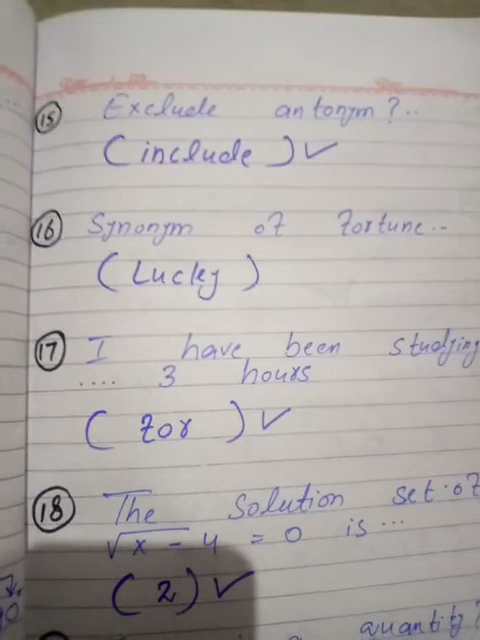 15 Exclude antonym?..
(include) ✓
16 Synonym of fortune..
(Lucky)
17 I have been studying
.... 3 hours
(for) ✓
18 The solution set of
√x - 4 = 0 is ...
(2) ✓
quantity?